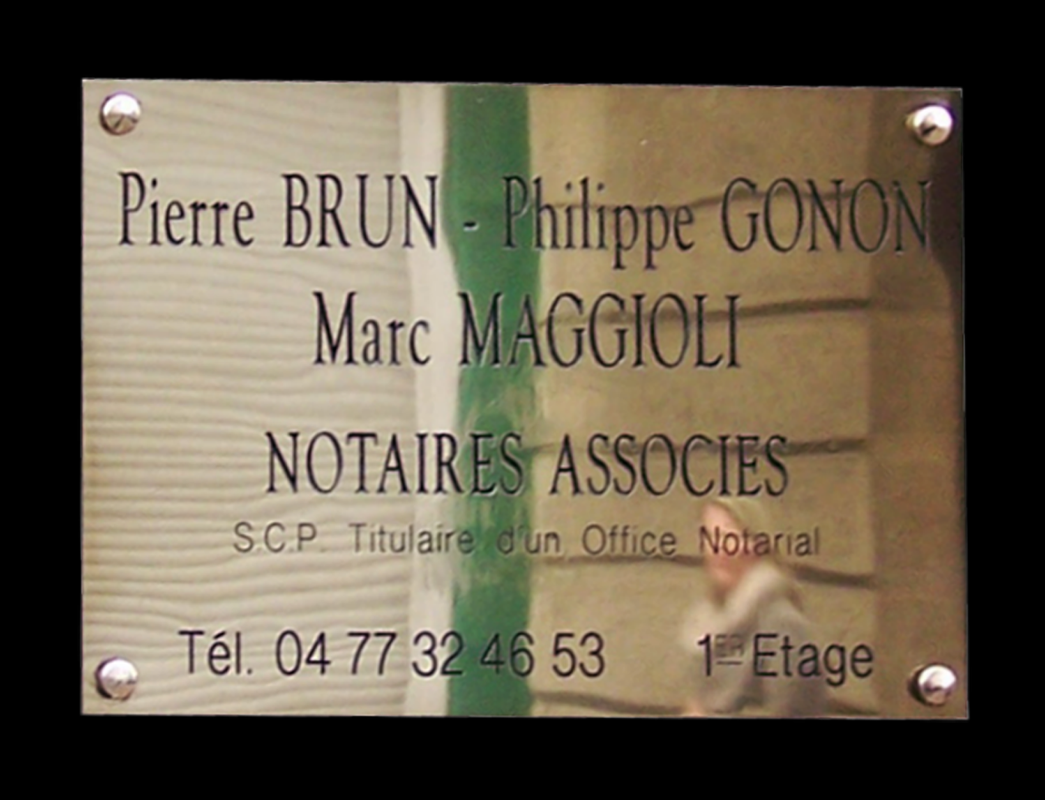 Pierre BRUN - Philippe GONON
Marc MAGGIOLI
NOTAIRES ASSOCIES
S.C.P. Titulaire d'un Office Notarial
Tél. 04 77 32 46 53 1ER Etage